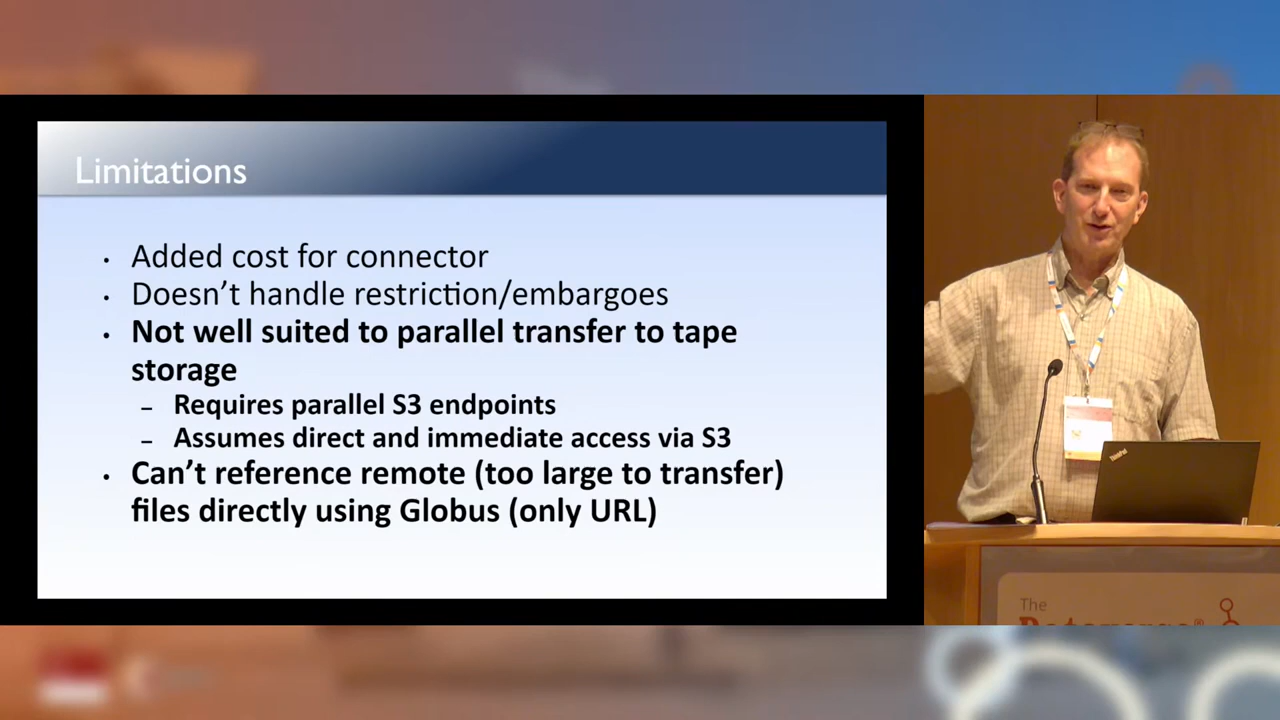 Limitations
• Added cost for connector
• Doesn't handle restriction/embargoes
• Not well suited to parallel transfer to tape
storage
– Requires parallel S3 endpoints
– Assumes direct and immediate access via S3
• Can't reference remote (too large to transfer)
files directly using Globus (only URL)
ThinkPad
The
Dataverse®